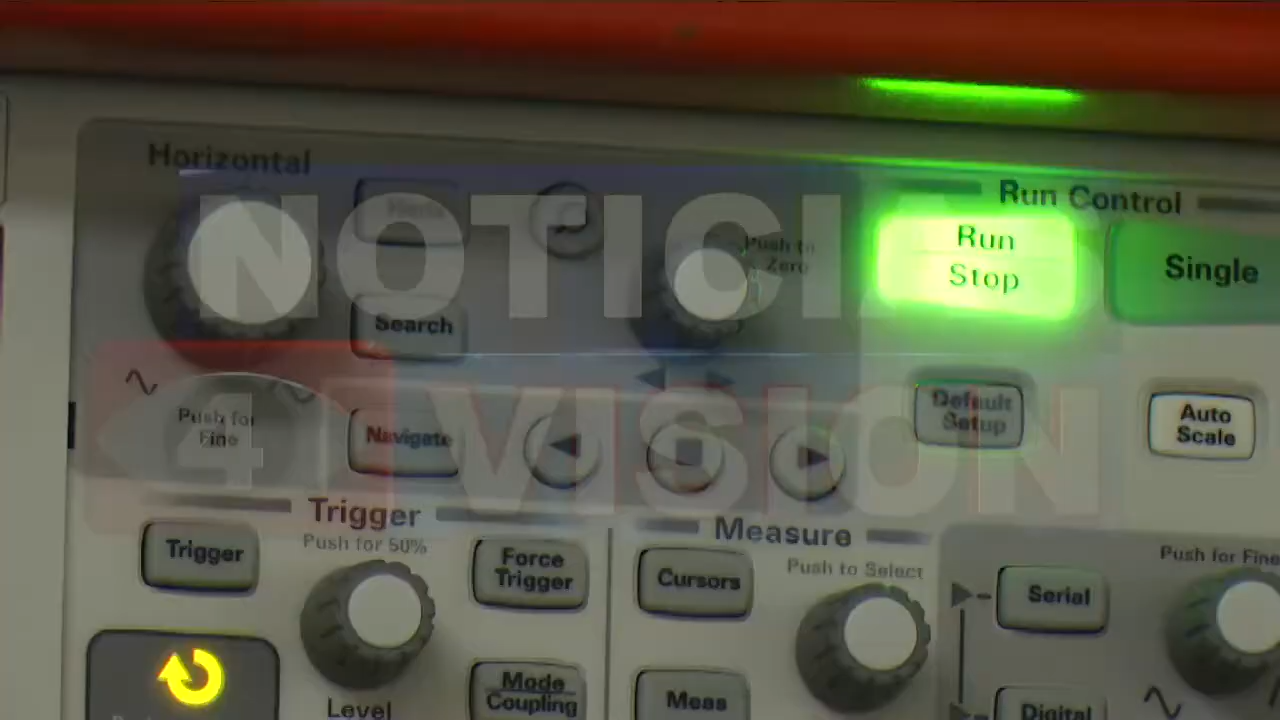 Horizontal
Run Control
NOTICIAS
Push to
Zero
Run
Stop
Single
Search
41 VISION
Default
Setup
Auto
Scale
Push for
Fine
Navigate
Trigger
Push for 50%
Measure
Push to Select
Push for Fine
Trigger
Force
Trigger
Cursors
Serial
Mode
Coupling
Meas
Digital
Level